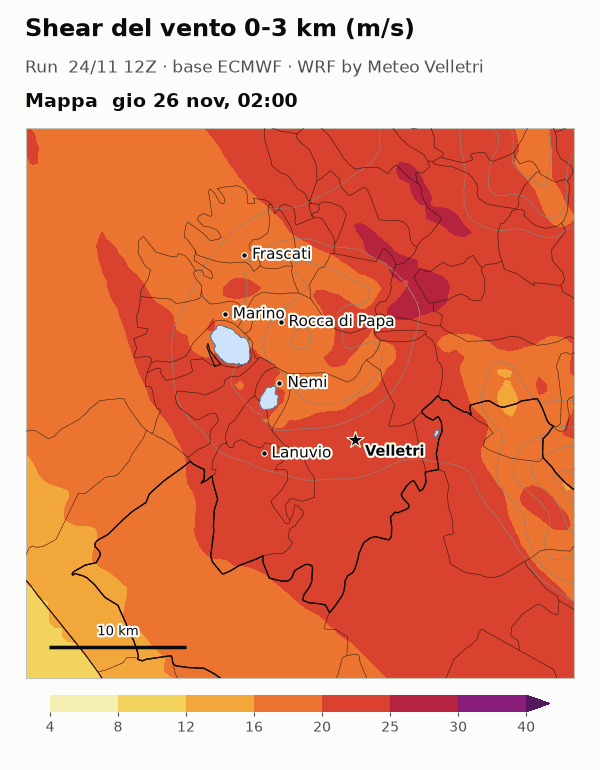 Shear del vento 0-3 km (m/s)
Run  24/11 12Z · base ECMWF · WRF by Meteo Velletri
Mappa  gio 26 nov, 02:00
Frascati
Marino
Rocca di Papa
Nemi
Velletri
Lanuvio
10 km
4 8 12 16 20 25 30 40